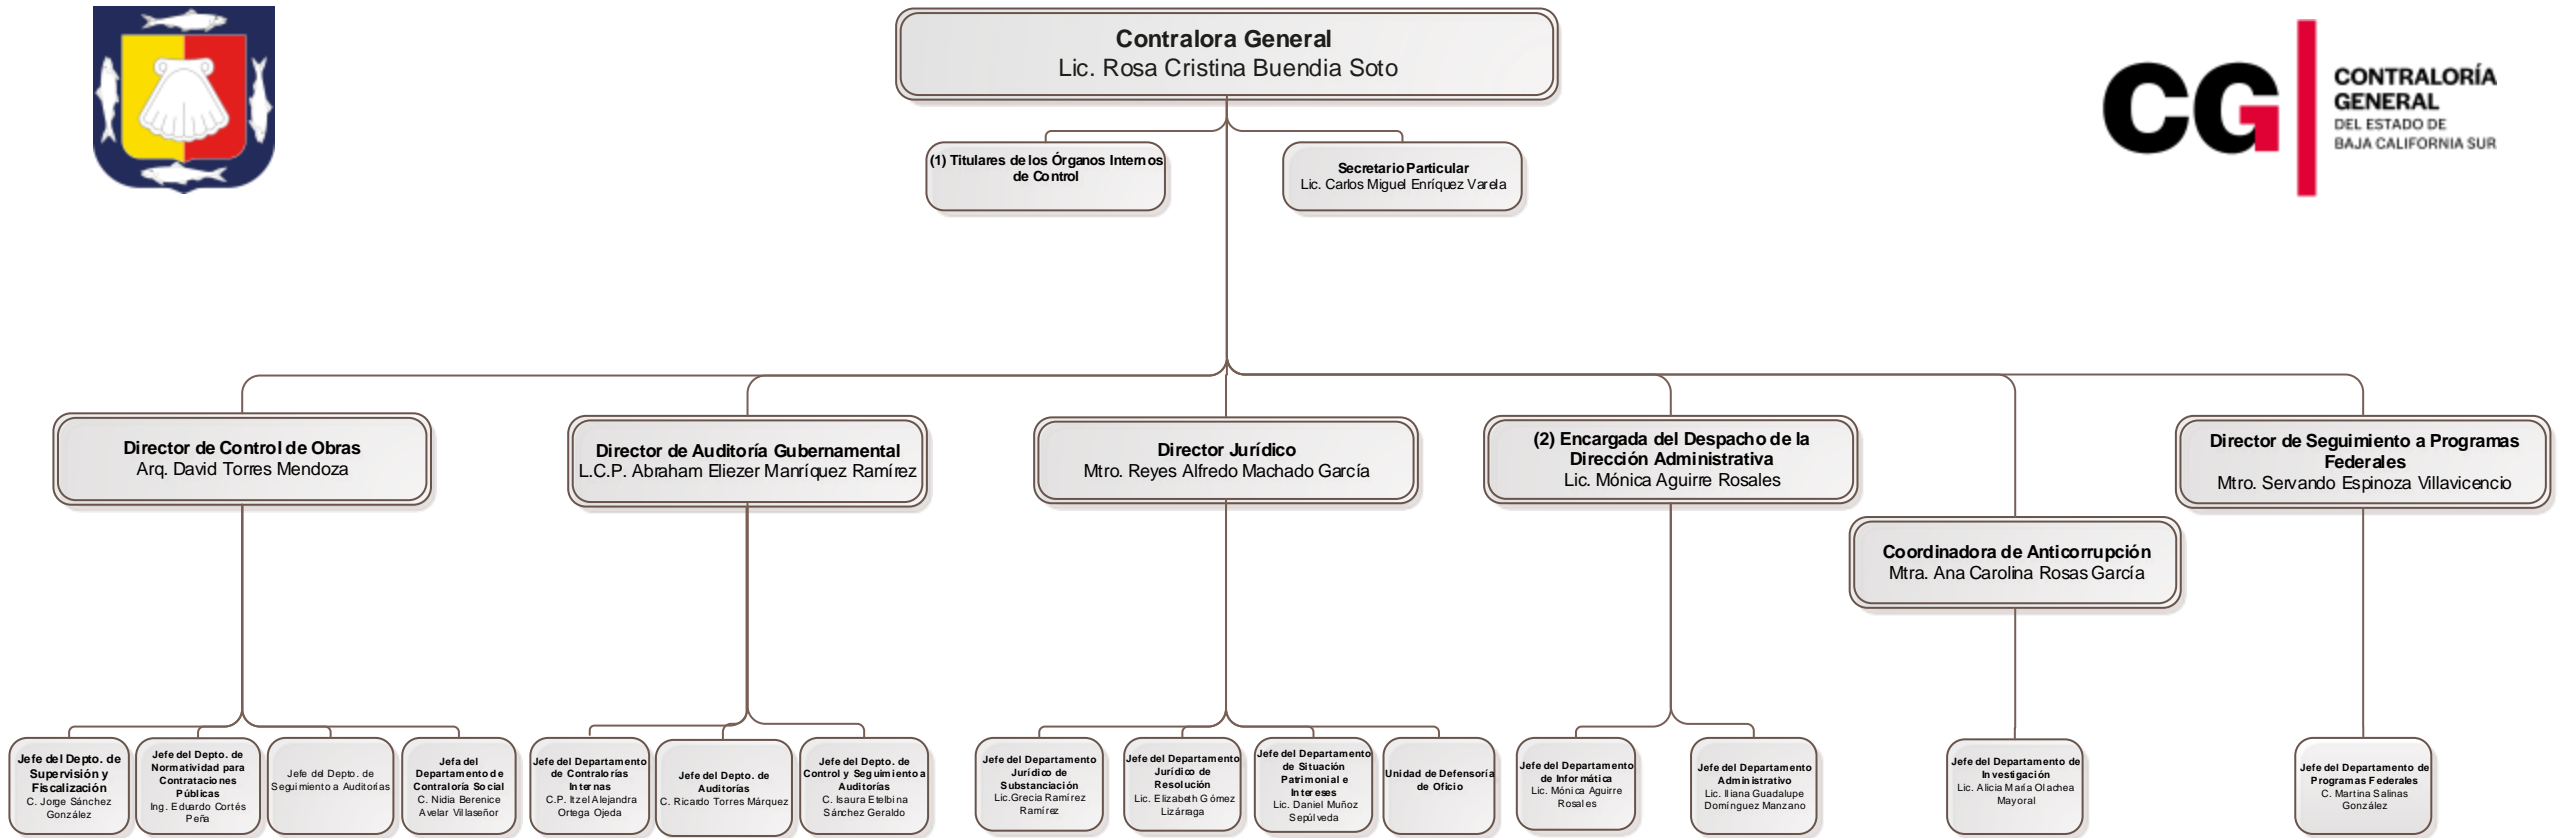 Contralora General
Lic. Rosa Cristina Buendia Soto
CG
CONTRALORÍA
GENERAL
DEL ESTADO DE
BAJA CALIFORNIA SUR
(1) Titulares de los Órganos Internos
de Control
Secretario Particular
Lic. Carlos Miguel Enríquez Varela
Director de Control de Obras
Arq. David Torres Mendoza
Director de Auditoría Gubernamental
L.C.P. Abraham Eliezer Manríquez Ramírez
Director Jurídico
Mtro. Reyes Alfredo Machado García
(2) Encargada del Despacho de la
Dirección Administrativa
Lic. Mónica Aguirre Rosales
Coordinadora de Anticorrupción
Mtra. Ana Carolina Rosas García
Director de Seguimiento a Programas
Federales
Mtro. Servando Espinoza Villavicencio
Jefe del Depto. de
Supervisión y
Fiscalización
C. Jorge Sánchez
González
Jefe del Depto. de
Normatividad para
Contrataciones
Públicas
Ing. Eduardo Cortés
Peña
Jefe del Depto. de
Seguimiento a Auditorías
Jefa del
Departamento de
Contraloría Social
C. Nidia Berenice
Avelar Villaseñor
Jefe del Departamento
de Contralorías
Internas
C.P. Itzel Alejandra
Ortega Ojeda
Jefe del Depto. de
Auditorías
C. Ricardo Torres Márquez
Jefe del Depto. de
Control y Seguimiento a
Auditorías
C. Isaura Etelbina
Sánchez Geraldo
Jefe del Departamento
Jurídico de
Substanciación
Lic.Grecia Ramírez
Ramírez
Jefe del Departamento
Jurídico de
Resolución
Lic. Elizabeth Gómez
Lizárraga
Jefe del Departamento
de Situación
Patrimonial e
Intereses
Lic. Daniel Muñoz
Sepúlveda
Unidad de Defensoría
de Oficio
Jefe del Departamento
de Informática
Lic. Mónica Aguirre
Rosales
Jefe del Departamento
Administrativo
Lic. Iliana Guadalupe
Domínguez Manzano
Jefe del Departamento de
Investigación
Lic. Alicia María Olachea
Mayoral
Jefe del Departamento de
Programas Federales
C. Martina Salinas
González